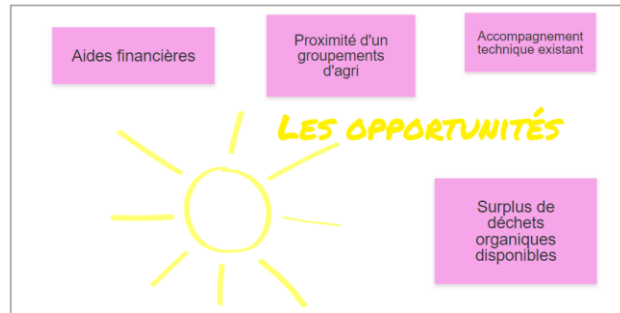 Aides financières
Proximité d'un
groupements
d'agri
Accompagnement
technique existant
LES OPPORTUNITÉS
Surplus de
déchets
organiques
disponibles